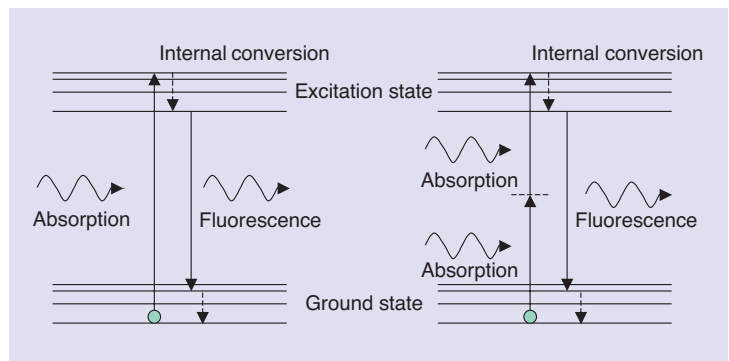 Internal conversion
Internal conversion
Excitation state
Absorption
Absorption
Fluorescence
Fluorescence
Absorption
Ground state